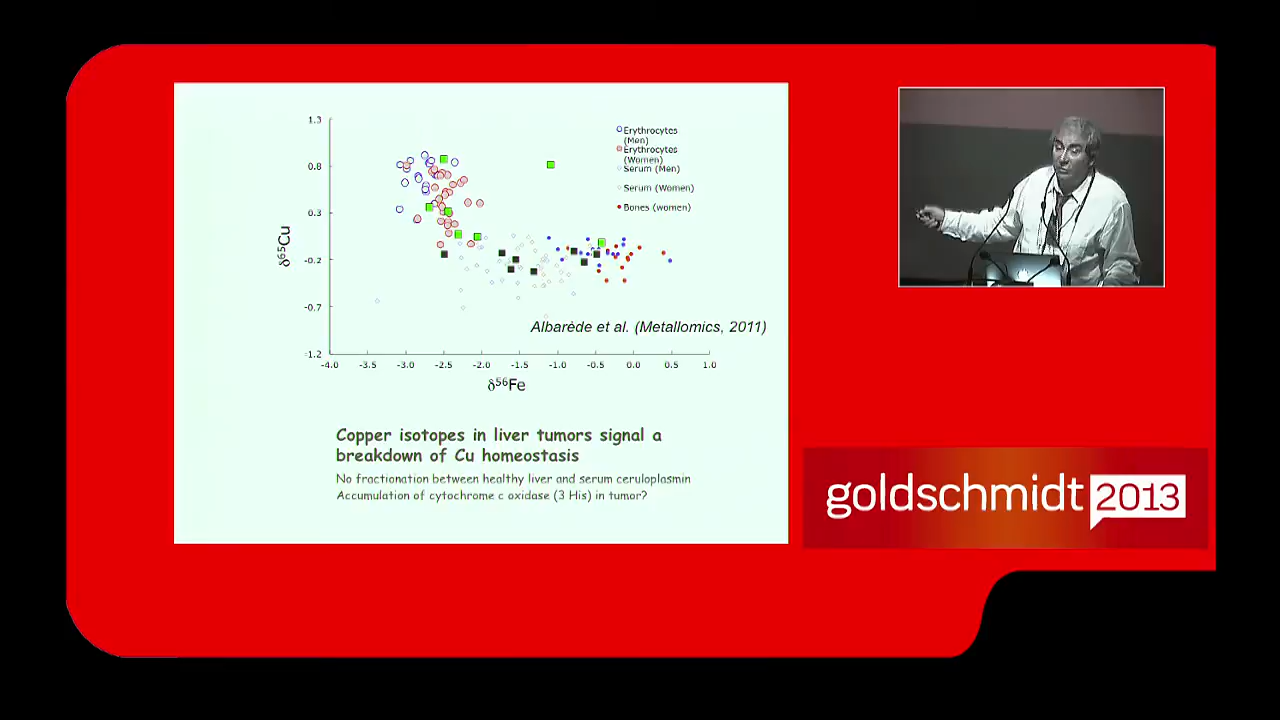 1.3
0.8
0.3
-0.2
-0.7
-1.2
δ65Cu
-4.0 -3.5 -3.0 -2.5 -2.0 -1.5 -1.0 -0.5 0.0 0.5 1.0
δ56Fe
Erythrocytes
(Men)
Erythrocytes
(Women)
Serum (Men)
Serum (Women)
Bones (women)
Albarède et al. (Metallomics, 2011)
Copper isotopes in liver tumors signal a
breakdown of Cu homeostasis
No fractionation between healthy liver and serum ceruloplasmin
Accumulation of cytochrome c oxidase (3 His) in tumor?
goldschmidt 2013